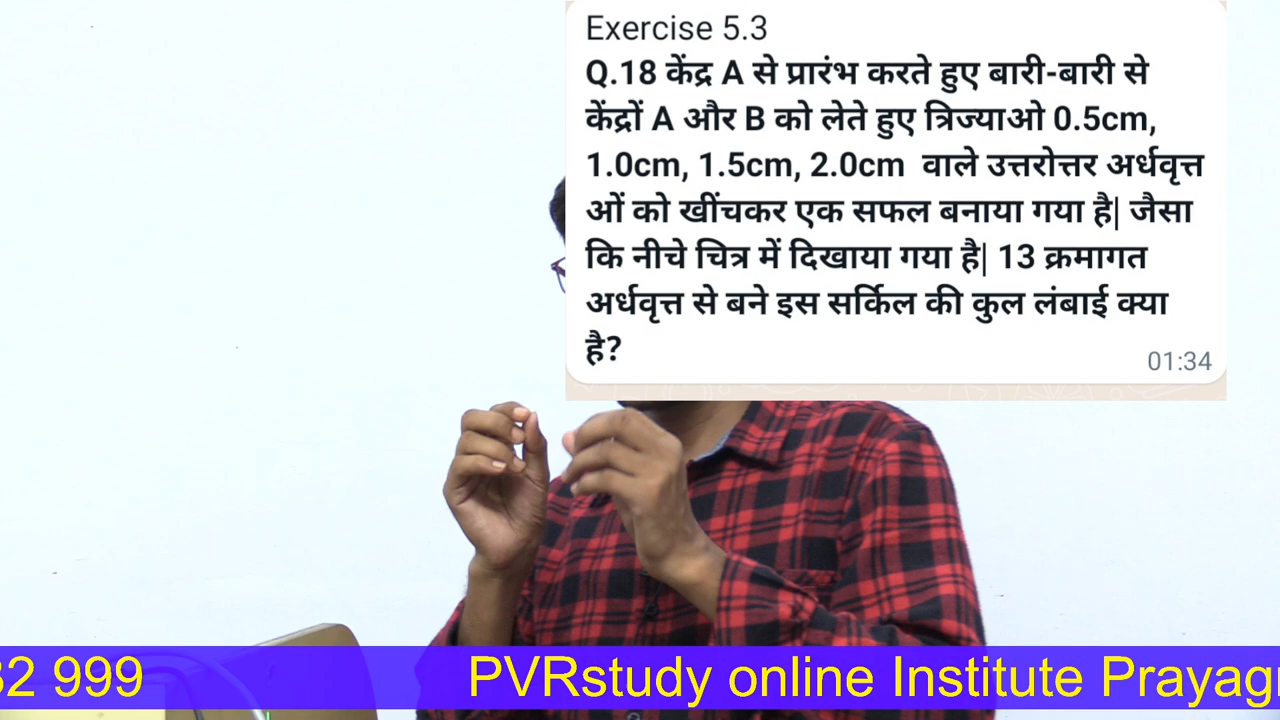 Exercise 5.3
Q.18 केंद्र A से प्रारंभ करते हुए बारी-बारी से
केंद्रों A और B को लेते हुए त्रिज्याओ 0.5cm,
1.0cm, 1.5cm, 2.0cm वाले उत्तरोत्तर अर्धवृत्त
ओं को खींचकर एक सफल बनाया गया है| जैसा
कि नीचे चित्र में दिखाया गया है| 13 क्रमागत
अर्धवृत्त से बने इस सर्किल की कुल लंबाई क्या
है?
01:34
32 999 PVRstudy online Institute Prayag